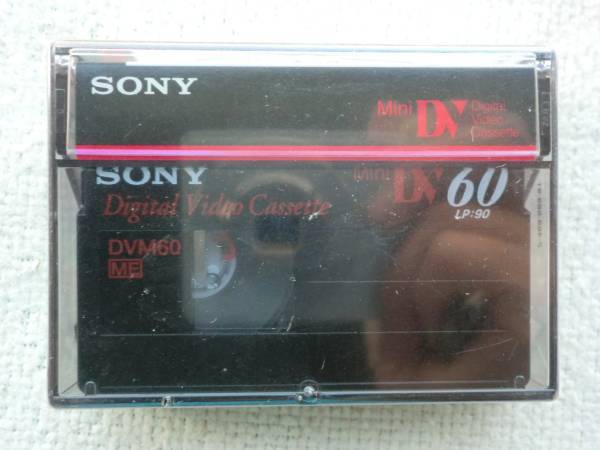 SONY
Mini DV Digital
Video
Cassette
SONY
Mini DV 60
LP:90
Digital Video Cassette
DVM60
ME